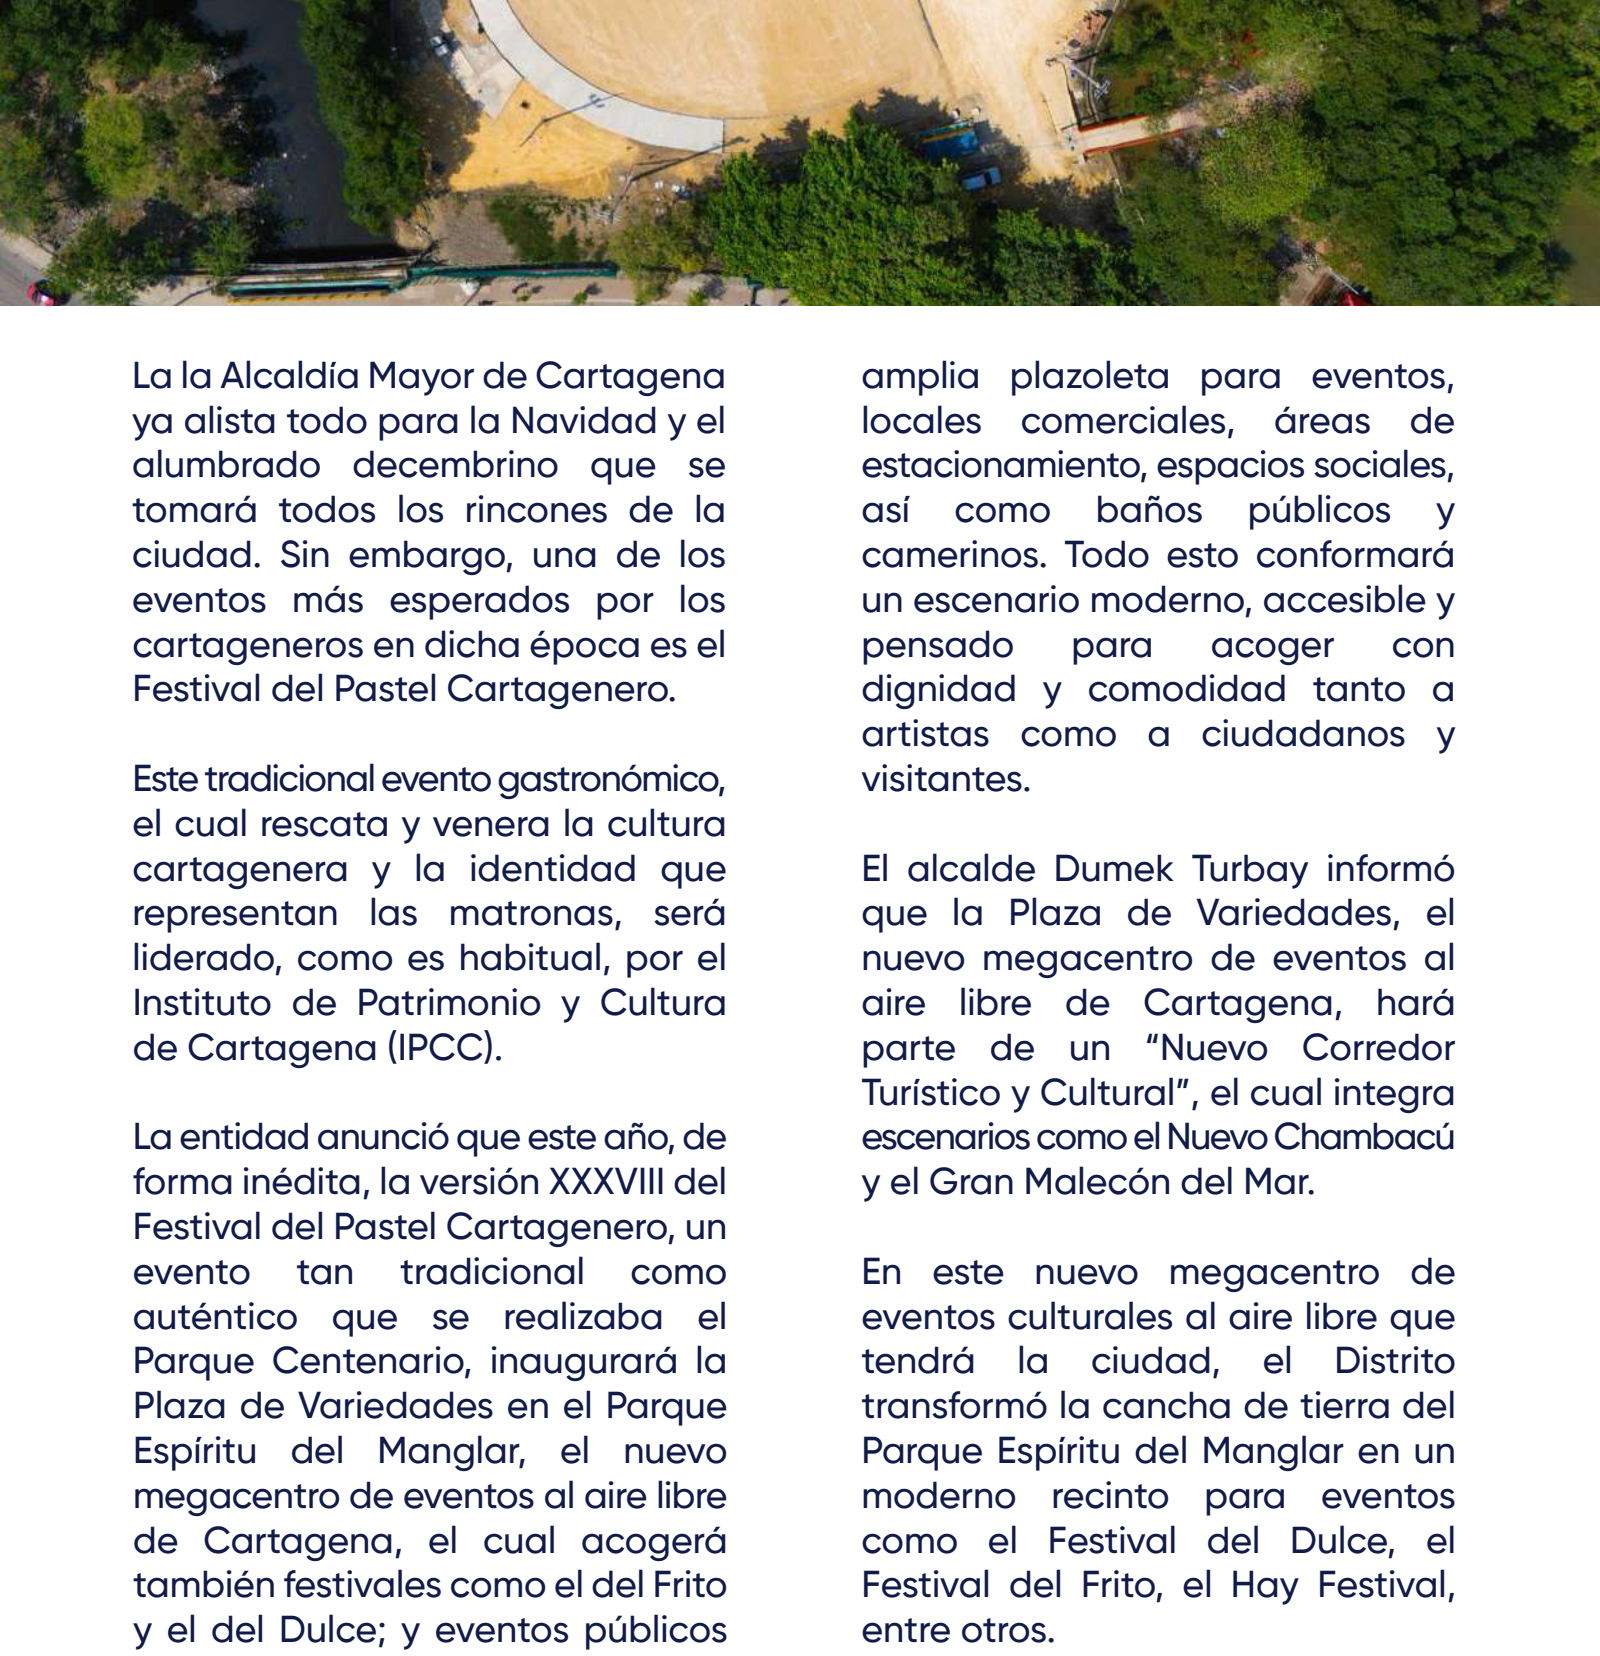 La la Alcaldía Mayor de Cartagena
ya alista todo para la Navidad y el
alumbrado decembrino que se
tomará todos los rincones de la
ciudad. Sin embargo, una de los
eventos más esperados por los
cartageneros en dicha época es el
Festival del Pastel Cartagenero.
Este tradicional evento gastronómico,
el cual rescata y venera la cultura
cartagenera y la identidad que
representan las matronas, será
liderado, como es habitual, por el
Instituto de Patrimonio y Cultura
de Cartagena (IPCC).
La entidad anunció que este año, de
forma inédita, la versión XXXVIII del
Festival del Pastel Cartagenero, un
evento tan tradicional como
auténtico que se realizaba el
Parque Centenario, inaugurará la
Plaza de Variedades en el Parque
Espíritu del Manglar, el nuevo
megacentro de eventos al aire libre
de Cartagena, el cual acogerá
también festivales como el del Frito
y el del Dulce; y eventos públicos
amplia plazoleta para eventos,
locales comerciales, áreas de
estacionamiento, espacios sociales,
así como baños públicos y
camerinos. Todo esto conformará
un escenario moderno, accesible y
pensado para acoger con
dignidad y comodidad tanto a
artistas como a ciudadanos y
visitantes.
El alcalde Dumek Turbay informó
que la Plaza de Variedades, el
nuevo megacentro de eventos al
aire libre de Cartagena, hará
parte de un “Nuevo Corredor
Turístico y Cultural”, el cual integra
escenarios como el Nuevo Chambacú
y el Gran Malecón del Mar.
En este nuevo megacentro de
eventos culturales al aire libre que
tendrá la ciudad, el Distrito
transformó la cancha de tierra del
Parque Espíritu del Manglar en un
moderno recinto para eventos
como el Festival del Dulce, el
Festival del Frito, el Hay Festival,
entre otros.